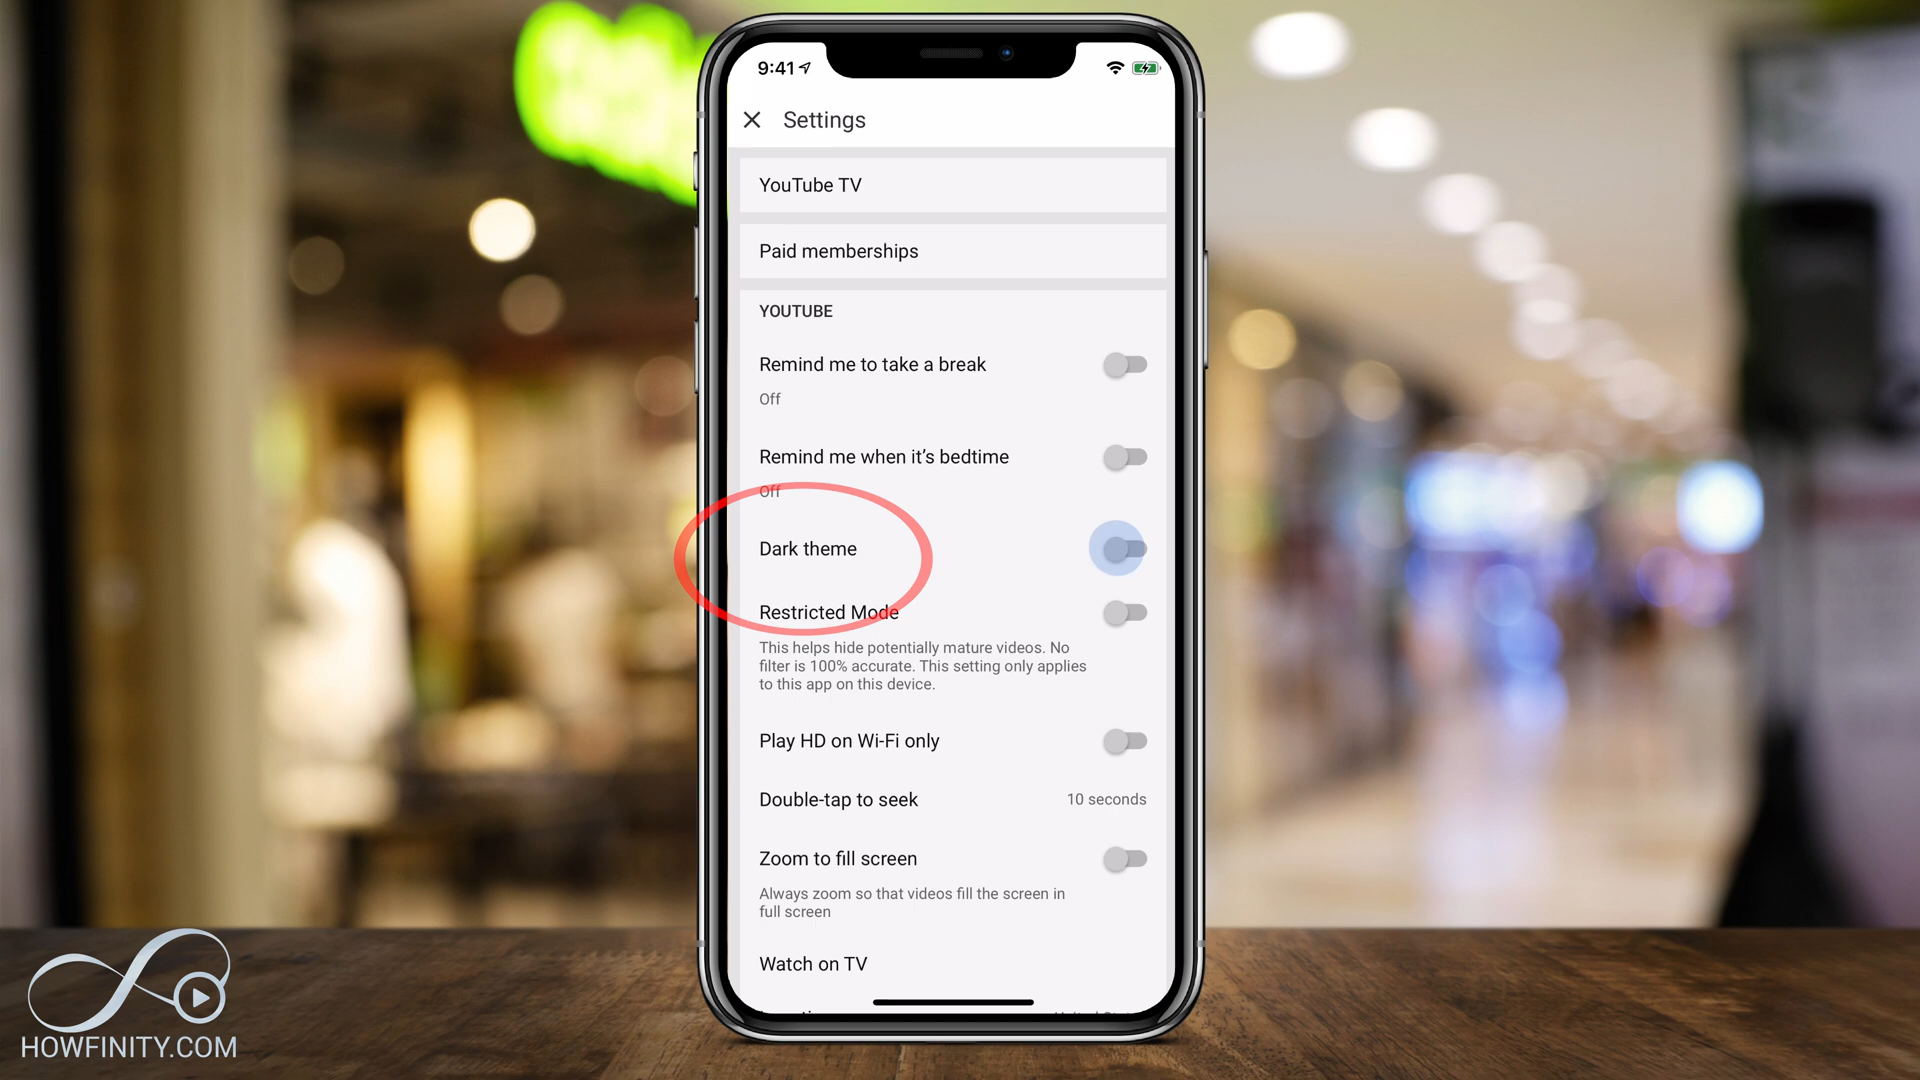 9:41
Settings
YouTube TV
Paid memberships
YOUTUBE
Remind me to take a break
Off
Remind me when it's bedtime
Off
Dark theme
Restricted Mode
This helps hide potentially mature videos. No
filter is 100% accurate. This setting only applies
to this app on this device.
Play HD on Wi-Fi only
Double-tap to seek 10 seconds
Zoom to fill screen
Always zoom so that videos fill the screen in
full screen
Watch on TV
HOWFINITY.COM